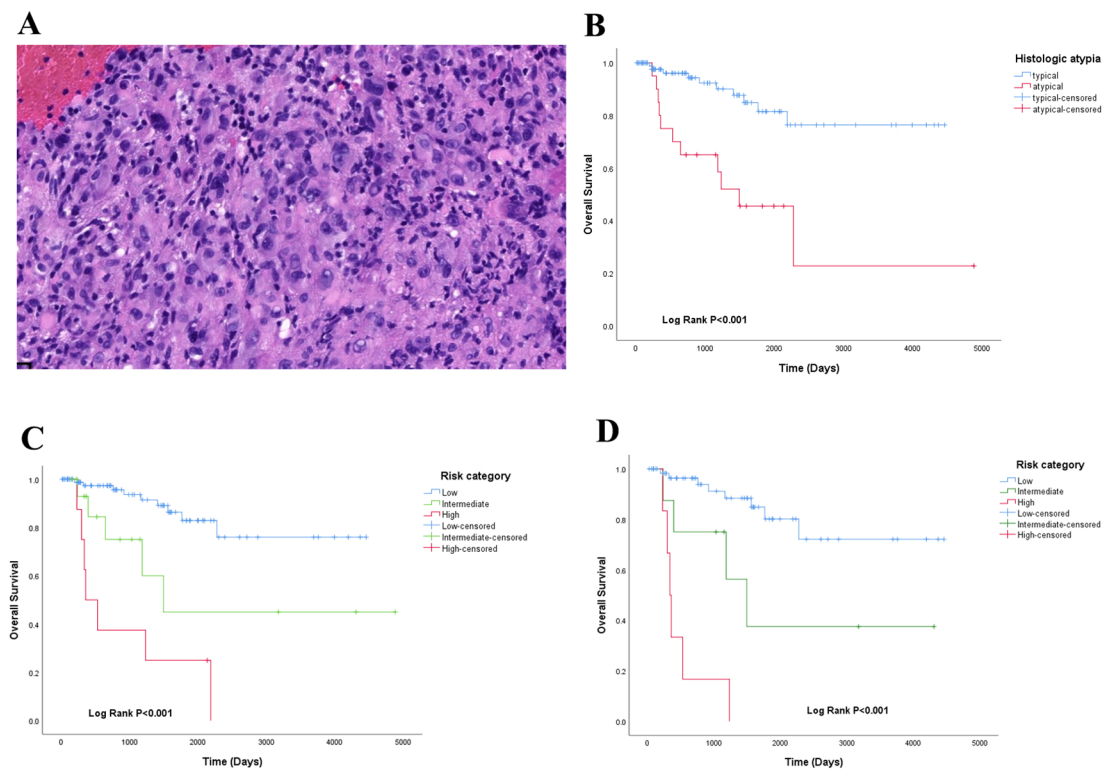 A
B
Histologic atypia
typical
atypical
typical-censored
atypical-censored
1.0
0.8
0.6
0.4
0.2
0.0
Overall Survival
Log Rank P<0.001
0 1000 2000 3000 4000 5000
Time (Days)
C
Risk category
Low
Intermediate
High
Low-censored
Intermediate-censored
High-censored
1.0
0.8
0.6
0.4
0.2
0.0
Overall Survival
Log Rank P<0.001
0 1000 2000 3000 4000 5000
Time (Days)
D
Risk category
Low
Intermediate
High
Low-censored
Intermediate-censored
High-censored
1.0
0.8
0.6
0.4
0.2
0.0
Overall Survival
Log Rank P<0.001
0 1000 2000 3000 4000 5000
Time (Days)